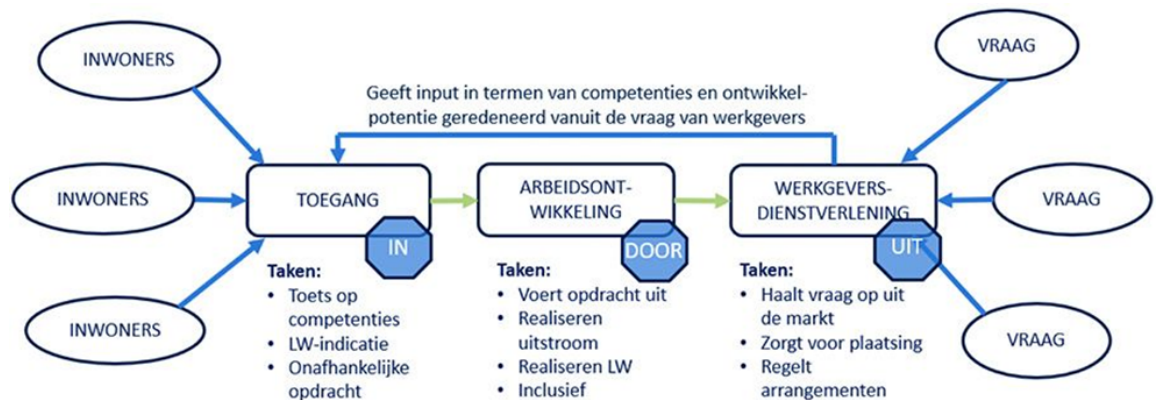 INWONERS
INWONERS
INWONERS
Geeft input in termen van competenties en ontwikkel-
potentie geredeneerd vanuit de vraag van werkgevers
TOEGANG
IN
Taken:
• Toets op
competenties
• LW-indicatie
• Onafhankelijke
opdracht
ARBEIDSONT-
WIKKELING
DOOR
Taken:
• Voert opdracht uit
• Realiseren
uitstroom
• Realiseren LW
• Inclusief
WERKGEVERS-
DIENSTVERLENING
UIT
Taken:
• Haalt vraag op uit
de markt
• Zorgt voor plaatsing
• Regelt
arrangementen
VRAAG
VRAAG
VRAAG